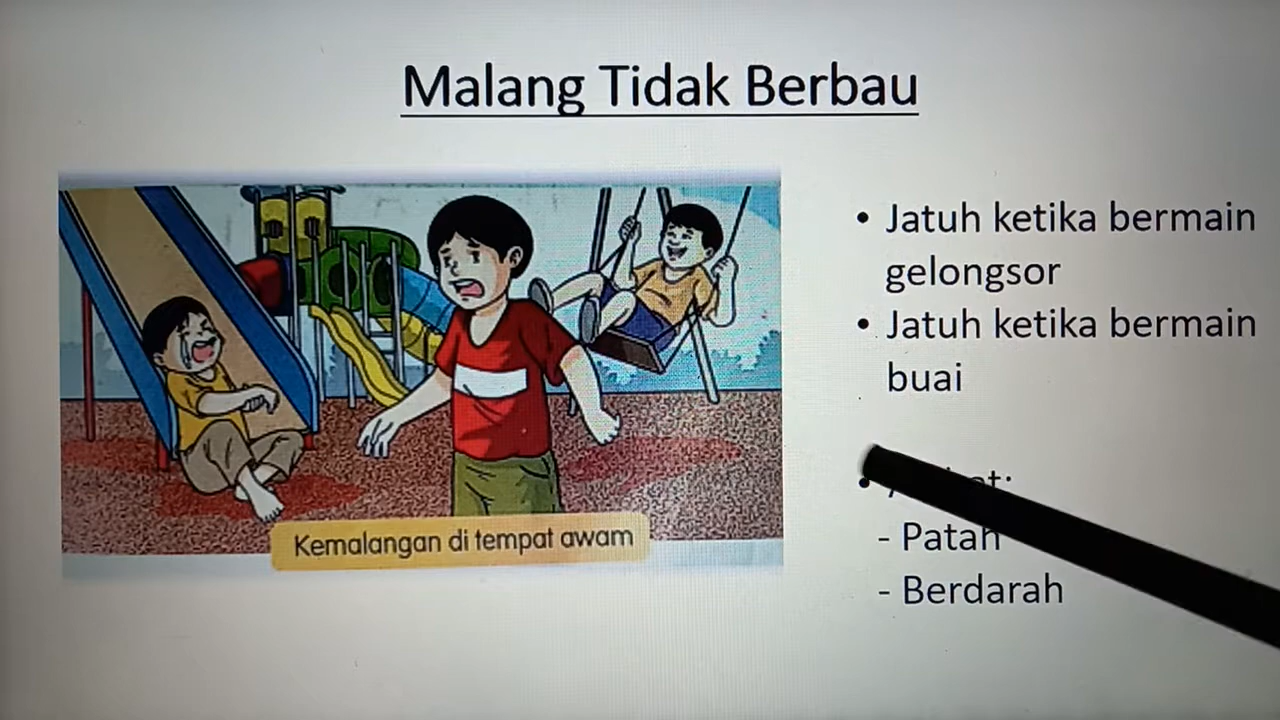 Malang Tidak Berbau
• Jatuh ketika bermain
gelongsor
• Jatuh ketika bermain
buai
- Patah
- Berdarah
Kemalangan di tempat awam